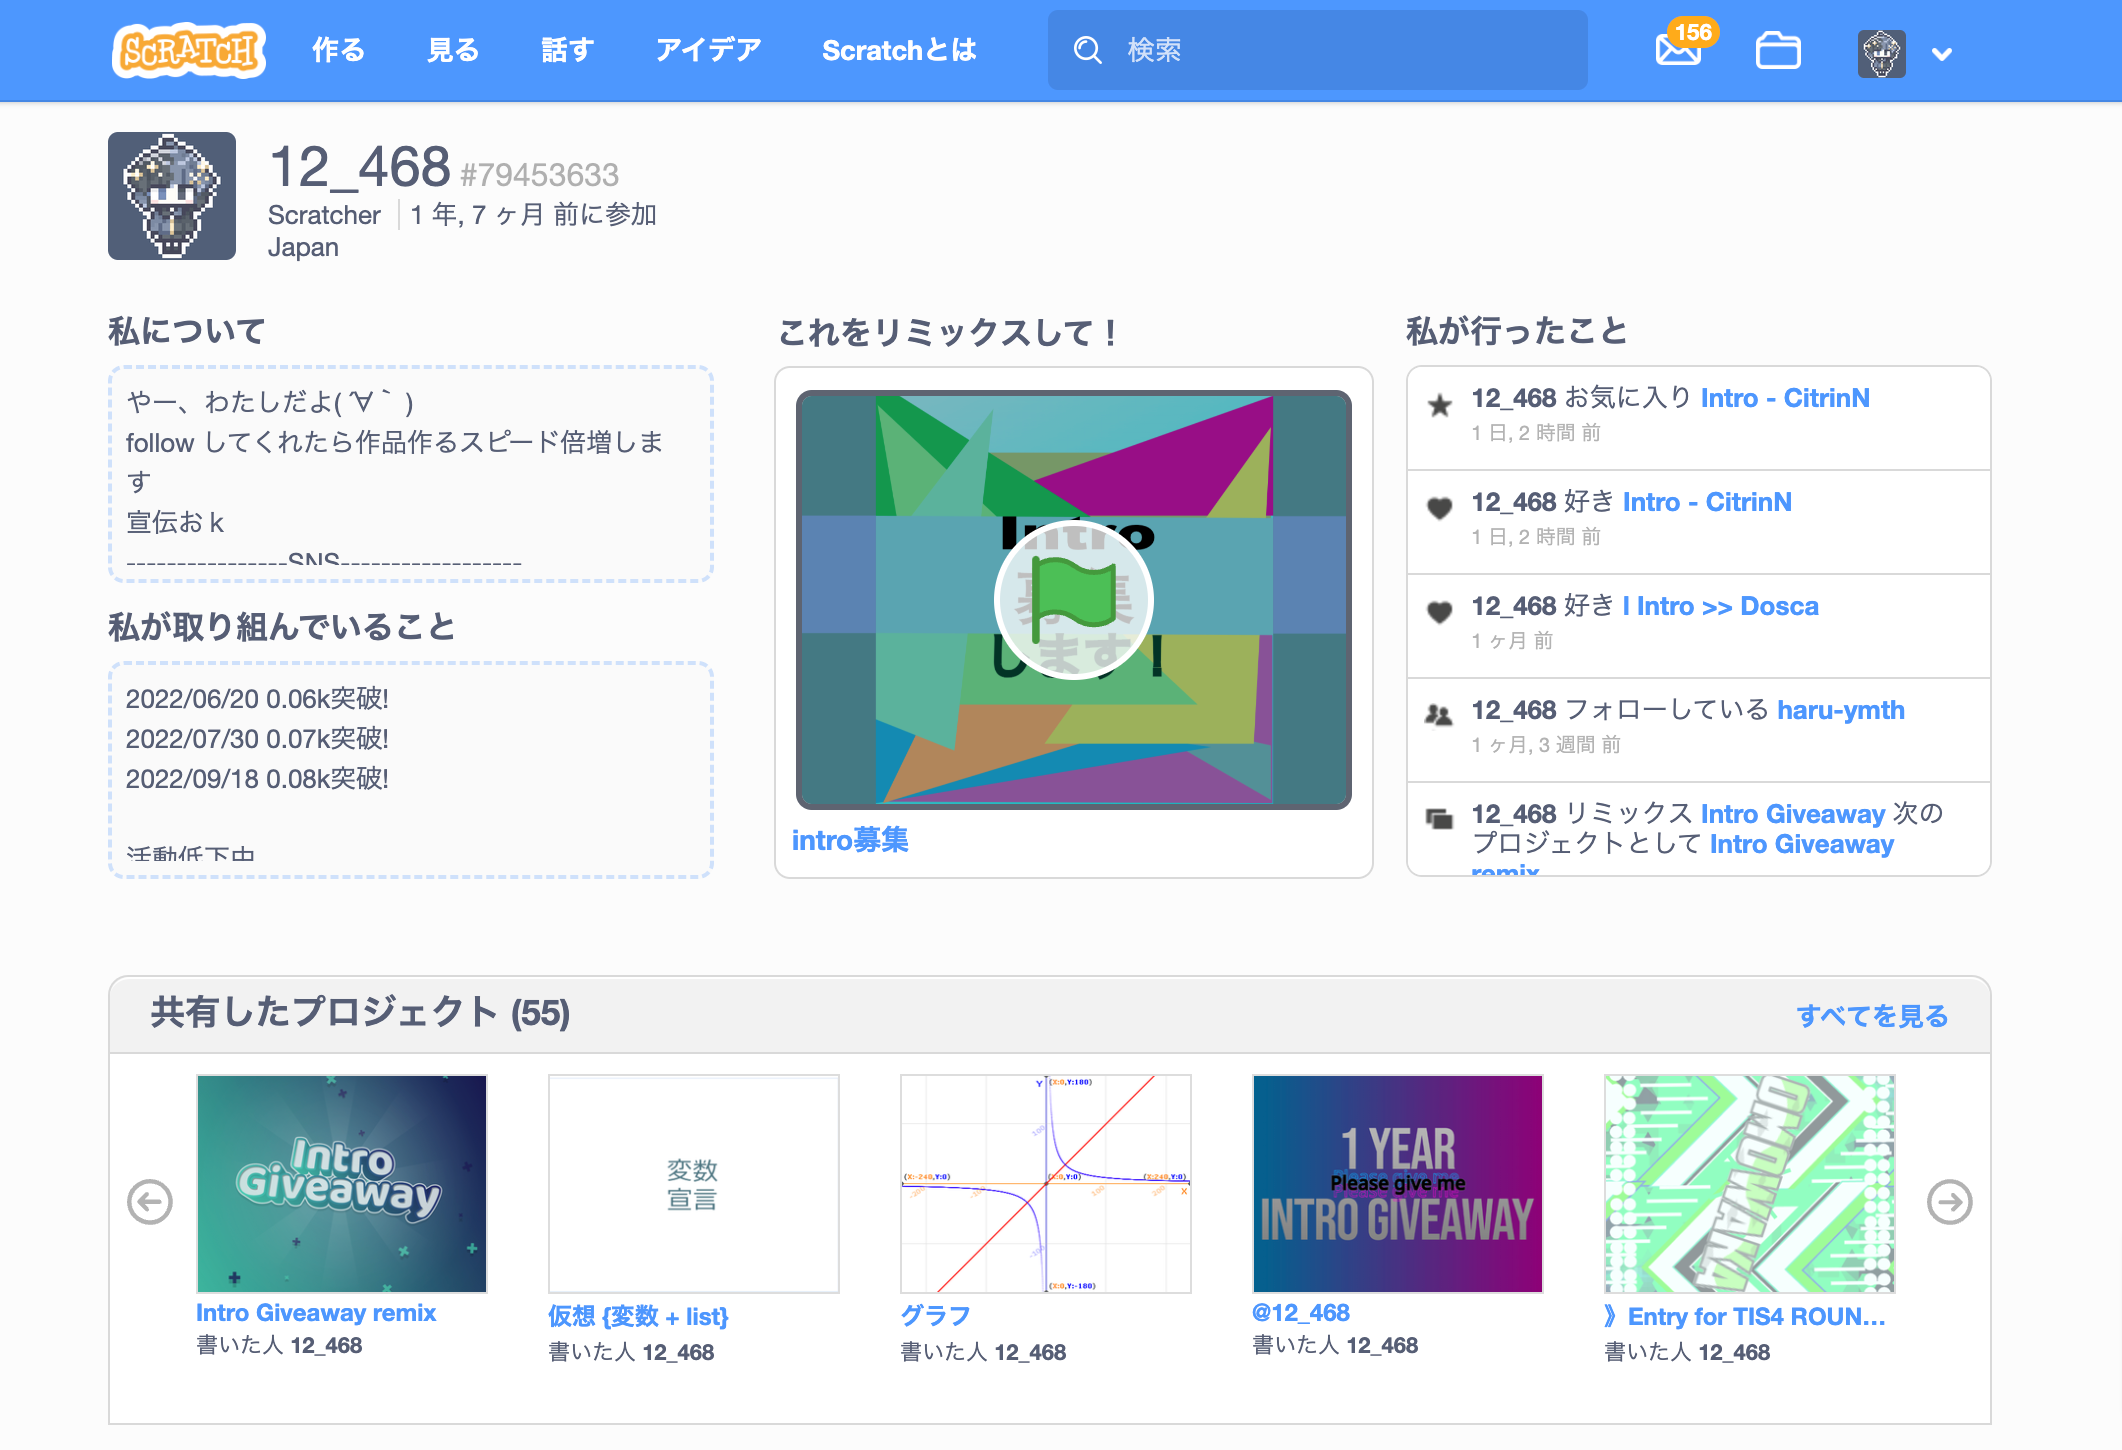 SCRATCH 作る 見る 話す アイデア Scratchとは 検索 156
12_468 #79453633
Scratcher 1 年, 7 ヶ月 前に参加
Japan
私について
やー、わたしだよ( ´∀｀ )
follow してくれたら作品作るスピード倍増しま
す
宣伝お k
----------------SNS------------------
私が取り組んでいること
2022/06/20 0.06k突破!
2022/07/30 0.07k突破!
2022/09/18 0.08k突破!
活動低下中
これをリミックスして！
Intro
募集
します！
intro募集
私が行ったこと
12_468 お気に入り Intro - CitrinN
1 日, 2 時間 前
12_468 好き Intro - CitrinN
1 日, 2 時間 前
12_468 好き I Intro >> Dosca
1 ヶ月 前
12_468 フォローしている haru-ymth
1 ヶ月, 3 週間 前
12_468 リミックス Intro Giveaway 次の
プロジェクトとして Intro Giveaway
remix
共有したプロジェクト (55)
すべてを見る
Intro
Giveaway
Intro Giveaway remix
書いた人 12_468
変数
宣言
仮想 {変数 + list}
書いた人 12_468
Y (X:0,Y:180)
100
(X:-240,Y:0) (X:0,Y:0) (X:240,Y:0)
-200 -100 100 200 X
-100
(X:0,Y:-180)
グラフ
書いた人 12_468
1 YEAR
Please give me
INTRO GIVEAWAY
@12_468
書いた人 12_468
OMOWANA
》Entry for TIS4 ROUN...
書いた人 12_468